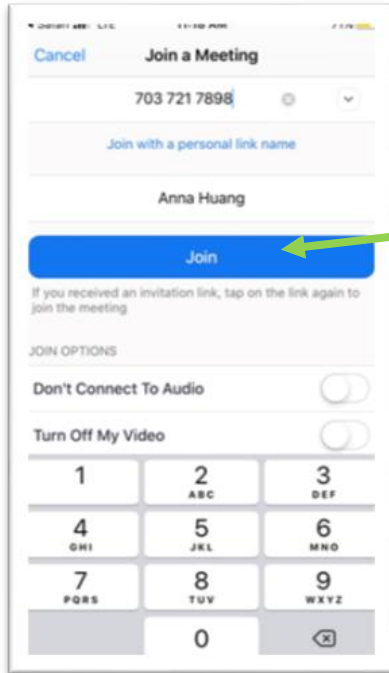 Cancel Join a Meeting
703 721 7898
Join with a personal link name
Anna Huang
Join
If you received an invitation link, tap on the link again to
join the meeting
JOIN OPTIONS
Don't Connect To Audio
Turn Off My Video
1 2 3
ABC DEF
4 5 6
GHI JKL MNO
7 8 9
PQRS TUV WXYZ
0